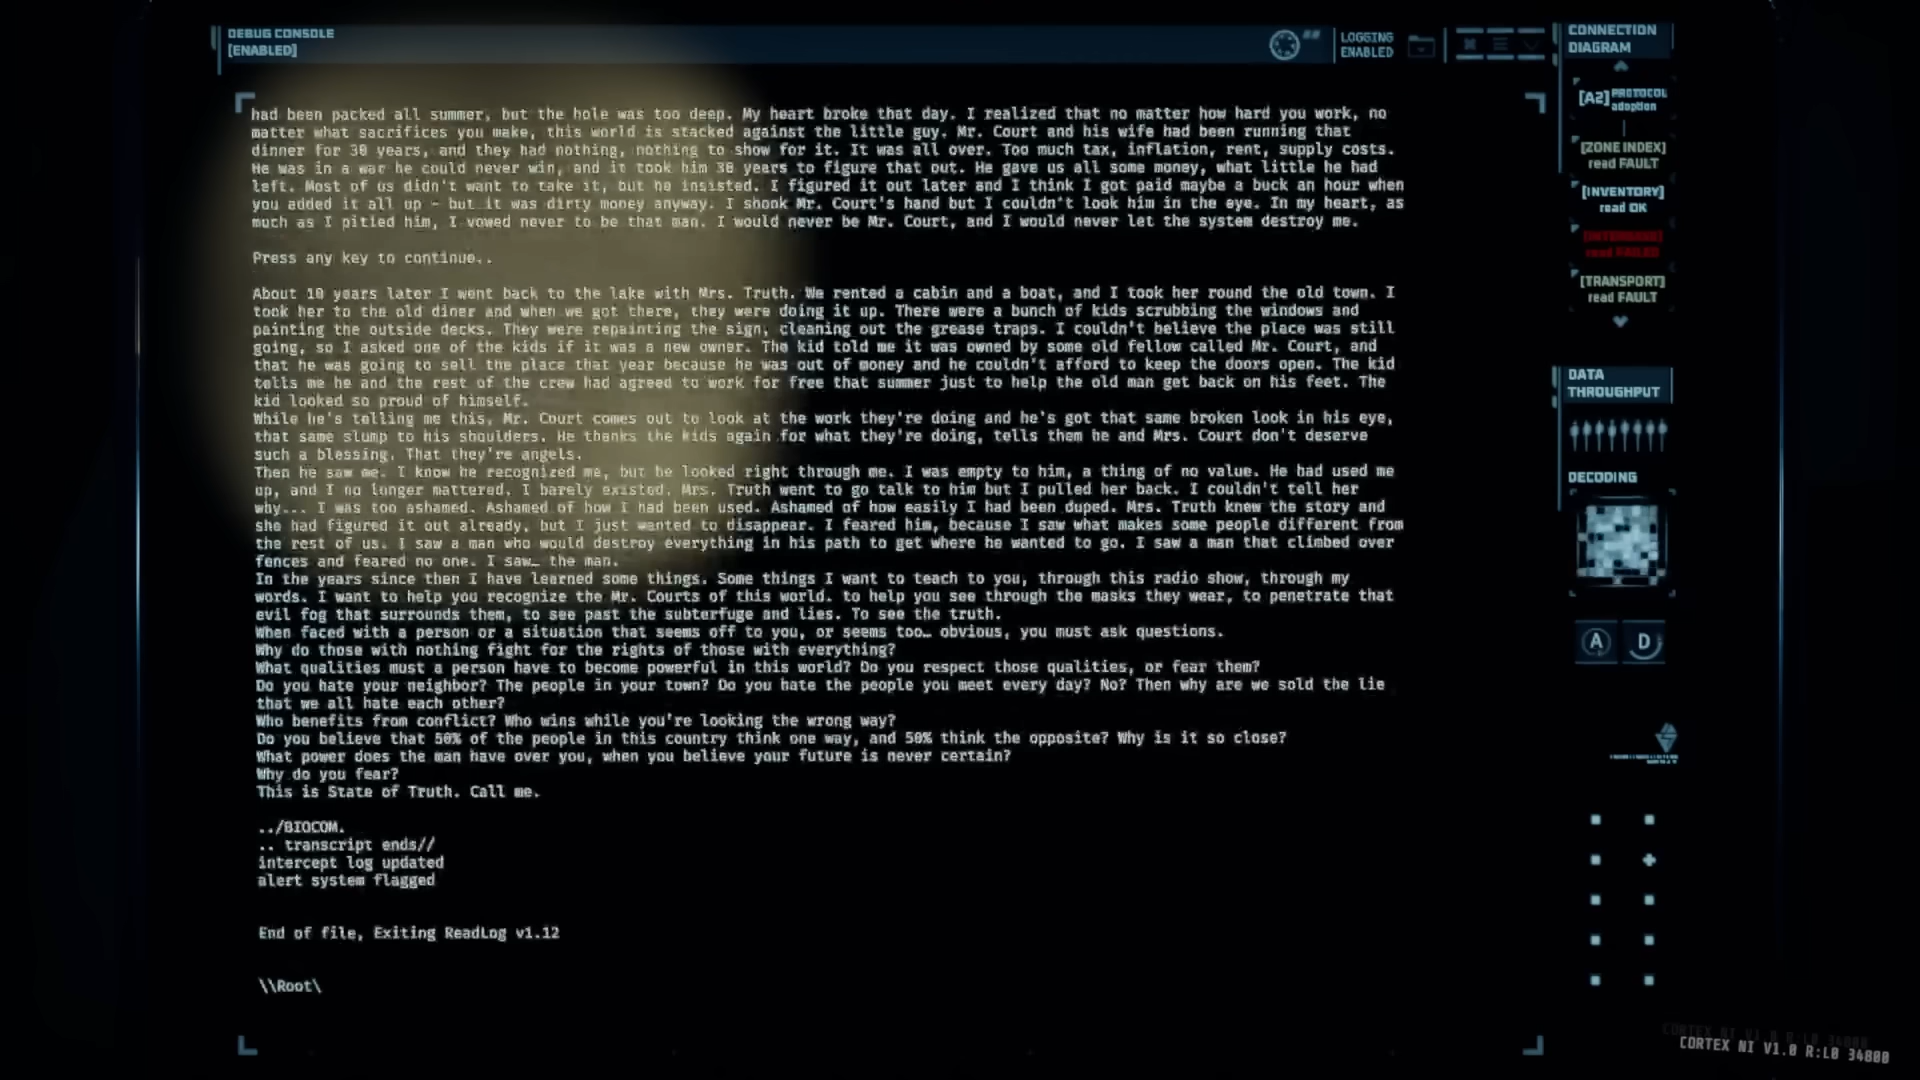 DEBUG CONSOLE
[ENABLED]
LOGGING
ENABLED
had been packed all summer, but the hole was too deep. My heart broke that day. I realized that no matter how hard you work, no
matter what sacrifices you make, this world is stacked against the little guy. Mr. Court and his wife had been running that
dinner for 30 years, and they had nothing, nothing to show for it. It was all over. Too much tax, inflation, rent, supply costs.
He was in a war he could never win, and it took him 30 years to figure that out. He gave us all some money, what little he had
left. Most of us didn't want to take it, but he insisted. I figured it out later and I think I got paid maybe a buck an hour when
you added it all up - but it was dirty money anyway. I shook Mr. Court's hand but I couldn't look him in the eye. In my heart, as
much as I pitied him, I vowed never to be that man. I would never be Mr. Court, and I would never let the system destroy me.
Press any key to continue..
About 10 years later I went back to the lake with Mrs. Truth. We rented a cabin and a boat, and I took her round the old town. I
took her to the old diner and when we got there, they were doing it up. There were a bunch of kids scrubbing the windows and
painting the outside decks. They were repainting the sign, cleaning out the grease traps. I couldn't believe the place was still
going, so I asked one of the kids if it was a new owner. The kid told me it was owned by some old fellow called Mr. Court, and
that he was going to sell the place that year because he was out of money and he couldn't afford to keep the doors open. The kid
tells me he and the rest of the crew had agreed to work for free that summer just to help the old man get back on his feet. The
kid looked so proud of himself.
While he's telling me this, Mr. Court comes out to look at the work they're doing and he's got that same broken look in his eye,
that same slump to his shoulders. He thanks the kids again for what they're doing, tells them he and Mrs. Court don't deserve
such a blessing. That they're angels.
Then he saw me. I know he recognized me, but he looked right through me. I was empty to him, a thing of no value. He had used me
up, and I no longer mattered. I barely existed. Mrs. Truth went to go talk to him but I pulled her back. I couldn't tell her
why... I was too ashamed. Ashamed of how I had been used. Ashamed of how easily I had been duped. Mrs. Truth knew the story and
she had figured it out already, but I just wanted to disappear. I feared him, because I saw what makes some people different from
the rest of us. I saw a man who would destroy everything in his path to get where he wanted to go. I saw a man that climbed over
fences and feared no one. I saw… the man.
In the years since then I have learned some things. Some things I want to teach to you, through this radio show, through my
words. I want to help you recognize the Mr. Courts of this world. to help you see through the masks they wear, to penetrate that
evil fog that surrounds them, to see past the subterfuge and lies. To see the truth.
When faced with a person or a situation that seems off to you, or seems too… obvious, you must ask questions.
Why do those with nothing fight for the rights of those with everything?
What qualities must a person have to become powerful in this world? Do you respect those qualities, or fear them?
Do you hate your neighbor? The people in your town? Do you hate the people you meet every day? No? Then why are we sold the lie
that we all hate each other?
Who benefits from conflict? Who wins while you're looking the wrong way?
Do you believe that 50% of the people in this country think one way, and 50% think the opposite? Why is it so close?
What power does the man have over you, when you believe your future is never certain?
Why do you fear?
This is State of Truth. Call me.
../BIOCOM.
.. transcript ends//
intercept log updated
alert system flagged
End of file, Exiting ReadLog v1.12
\\Root\
CONNECTION
DIAGRAM
[A2] PROTOCOL
adoption
[ZONE INDEX]
read FAULT
[INVENTORY]
read OK
read FAILED
[TRANSPORT]
read FAULT
DATA
THROUGHPUT
DECODING
A D
CORTEX NI V1.0 R:L0 34800